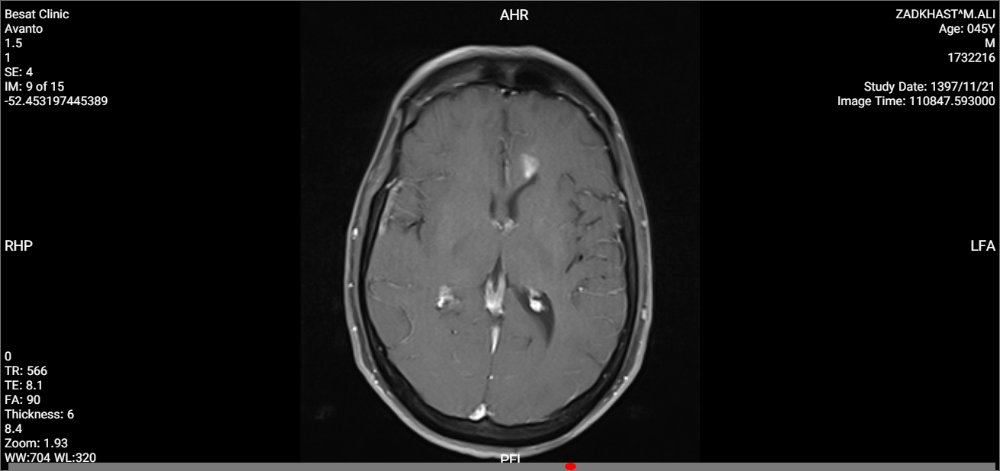 Besat Clinic
Avanto
1.5
1
SE: 4
IM: 9 of 15
-52.453197445389
AHR
ZADKHAST^M.ALI
Age: 045Y
M
1732216
Study Date: 1397/11/21
Image Time: 110847.593000
RHP
LFA
0
TR: 566
TE: 8.1
FA: 90
Thickness: 6
8.4
Zoom: 1.93
WW:704 WL:320